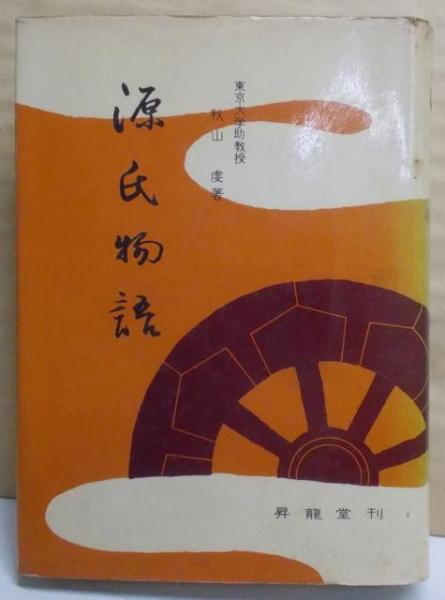 東京大学助教授
秋山虔著
源氏物語
昇龍堂刊